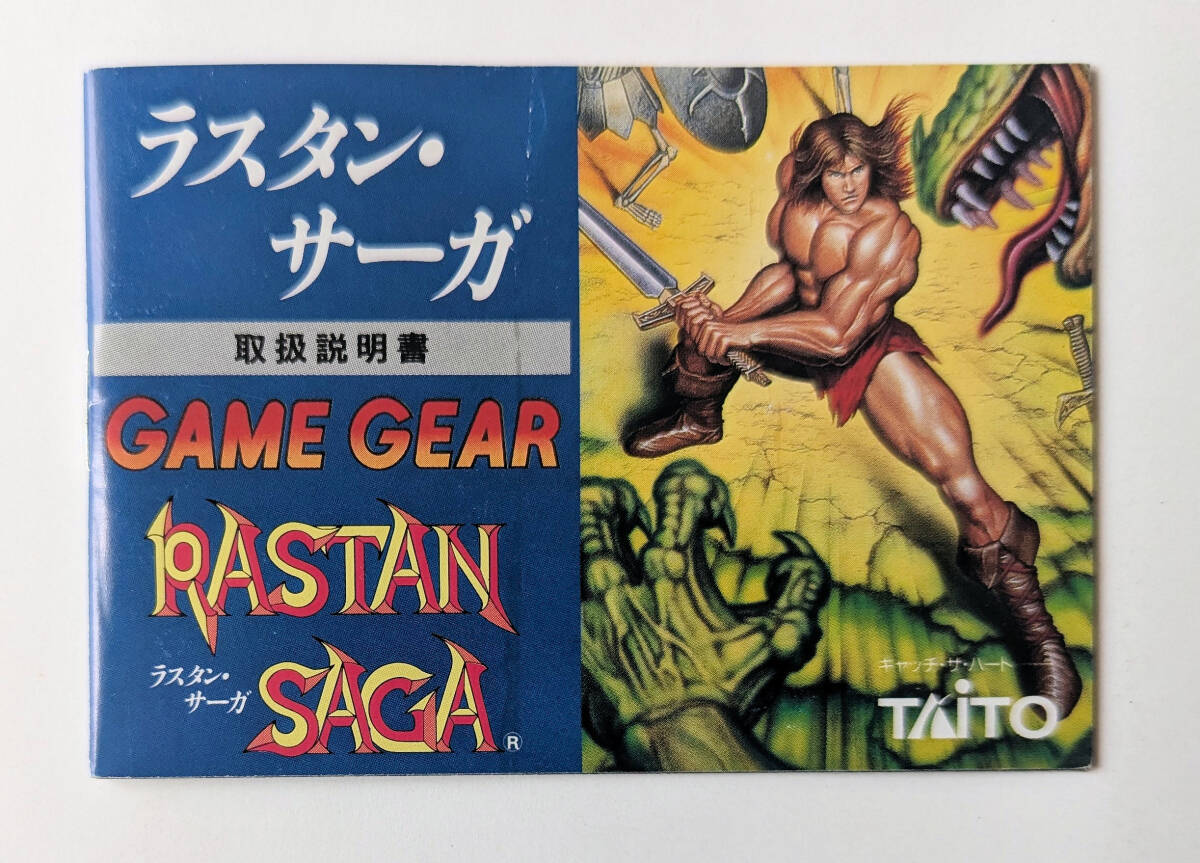 ラスタン・
サーガ
取扱説明書
GAME GEAR
RASTAN
ラスタン・
サーガ
SAGA®
キャッチ・ザ・ハート
TAITO